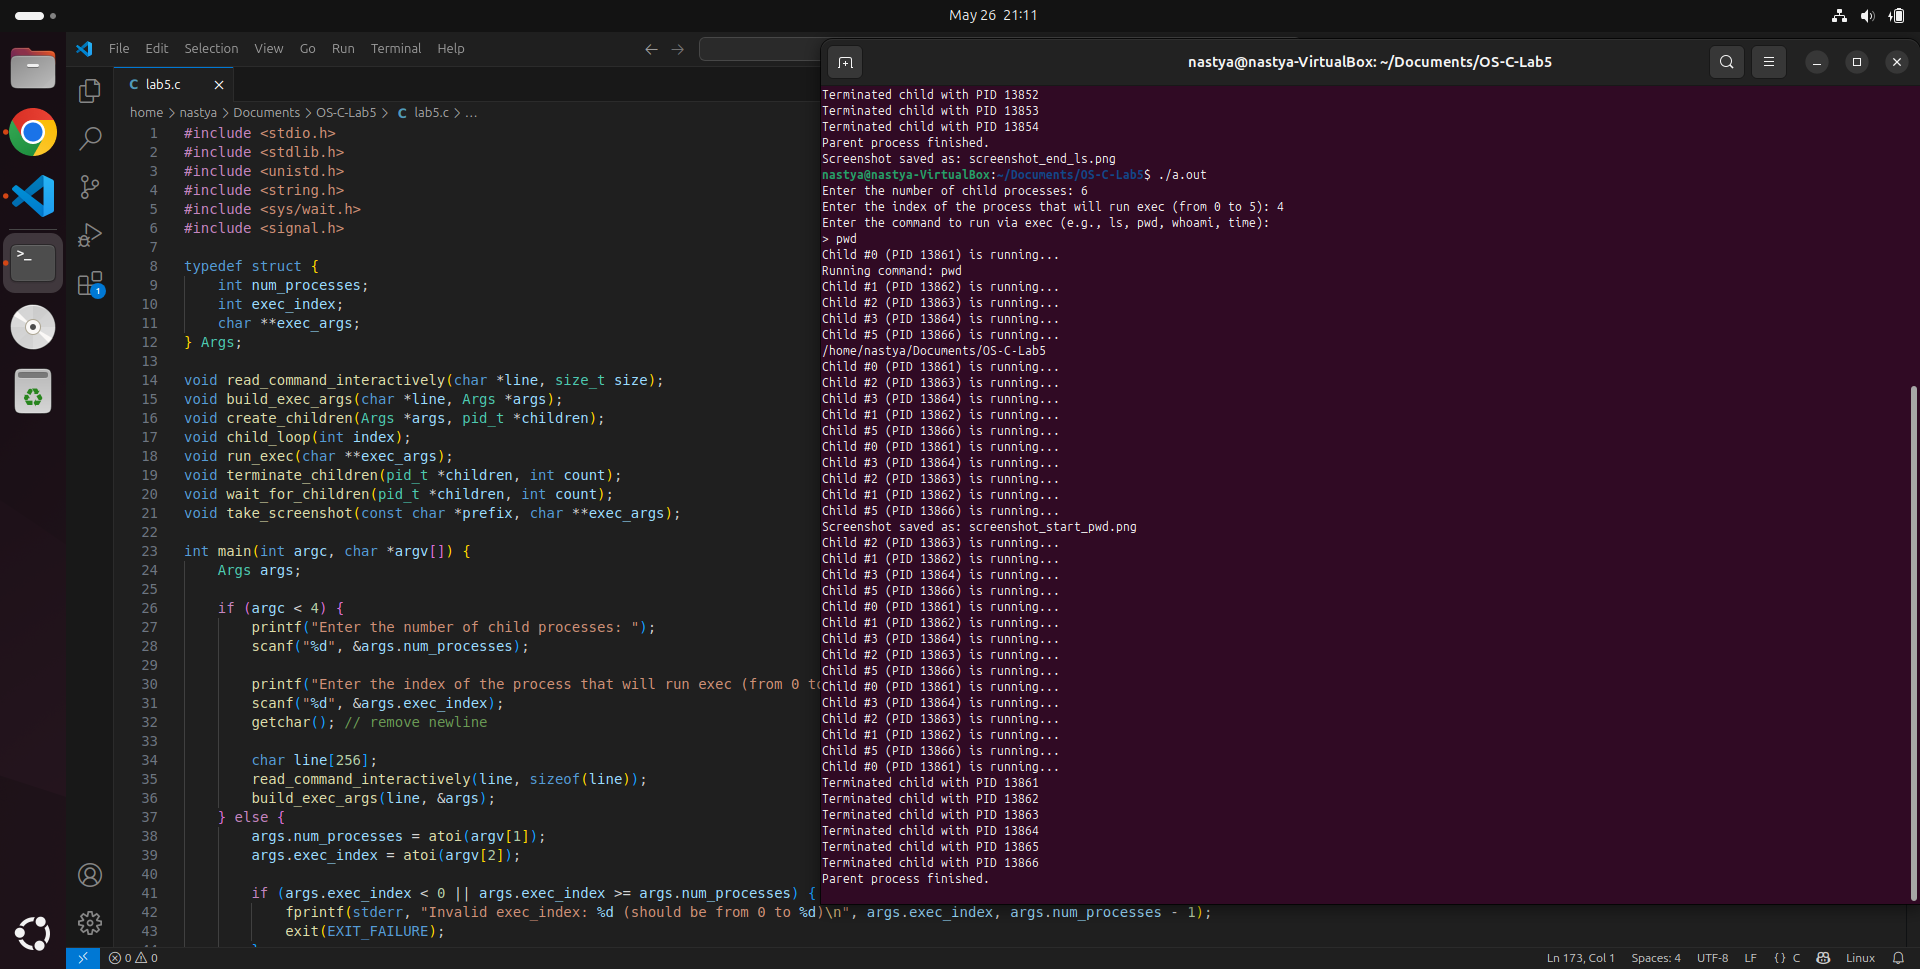 May 26 21:11
File Edit Selection View Go Run Terminal Help
lab5.c
home > nastya > Documents > OS-C-Lab5 > C lab5.c > ...
1 #include <stdio.h>
2 #include <stdlib.h>
3 #include <unistd.h>
4 #include <string.h>
5 #include <sys/wait.h>
6 #include <signal.h>
7
8 typedef struct {
9 int num_processes;
10 int exec_index;
11 char **exec_args;
12 } Args;
13
14 void read_command_interactively(char *line, size_t size);
15 void build_exec_args(char *line, Args *args);
16 void create_children(Args *args, pid_t *children);
17 void child_loop(int index);
18 void run_exec(char **exec_args);
19 void terminate_children(pid_t *children, int count);
20 void wait_for_children(pid_t *children, int count);
21 void take_screenshot(const char *prefix, char **exec_args);
22
23 int main(int argc, char *argv[]) {
24 Args args;
25
26 if (argc < 4) {
27 printf("Enter the number of child processes: ");
28 scanf("%d", &args.num_processes);
29
30 printf("Enter the index of the process that will run exec (from 0 to
31 scanf("%d", &args.exec_index);
32 getchar(); // remove newline
33
34 char line[256];
35 read_command_interactively(line, sizeof(line));
36 build_exec_args(line, &args);
37 } else {
38 args.num_processes = atoi(argv[1]);
39 args.exec_index = atoi(argv[2]);
40
41 if (args.exec_index < 0 || args.exec_index >= args.num_processes) {
42 fprintf(stderr, "Invalid exec_index: %d (should be from 0 to %d)\n", args.exec_index, args.num_processes - 1);
43 exit(EXIT_FAILURE);
nastya@nastya-VirtualBox: ~/Documents/OS-C-Lab5
Terminated child with PID 13852
Terminated child with PID 13853
Terminated child with PID 13854
Parent process finished.
Screenshot saved as: screenshot_end_ls.png
nastya@nastya-VirtualBox:~/Documents/OS-C-Lab5$ ./a.out
Enter the number of child processes: 6
Enter the index of the process that will run exec (from 0 to 5): 4
Enter the command to run via exec (e.g., ls, pwd, whoami, time):
> pwd
Child #0 (PID 13861) is running...
Running command: pwd
Child #1 (PID 13862) is running...
Child #2 (PID 13863) is running...
Child #3 (PID 13864) is running...
Child #5 (PID 13866) is running...
/home/nastya/Documents/OS-C-Lab5
Child #0 (PID 13861) is running...
Child #2 (PID 13863) is running...
Child #3 (PID 13864) is running...
Child #1 (PID 13862) is running...
Child #5 (PID 13866) is running...
Child #0 (PID 13861) is running...
Child #3 (PID 13864) is running...
Child #2 (PID 13863) is running...
Child #1 (PID 13862) is running...
Child #5 (PID 13866) is running...
Screenshot saved as: screenshot_start_pwd.png
Child #2 (PID 13863) is running...
Child #1 (PID 13862) is running...
Child #3 (PID 13864) is running...
Child #5 (PID 13866) is running...
Child #0 (PID 13861) is running...
Child #1 (PID 13862) is running...
Child #3 (PID 13864) is running...
Child #2 (PID 13863) is running...
Child #5 (PID 13866) is running...
Child #0 (PID 13861) is running...
Child #3 (PID 13864) is running...
Child #2 (PID 13863) is running...
Child #1 (PID 13862) is running...
Child #5 (PID 13866) is running...
Child #0 (PID 13861) is running...
Terminated child with PID 13861
Terminated child with PID 13862
Terminated child with PID 13863
Terminated child with PID 13864
Terminated child with PID 13865
Terminated child with PID 13866
Parent process finished.
0 0 Ln 173, Col 1 Spaces: 4 UTF-8 LF {} C Linux